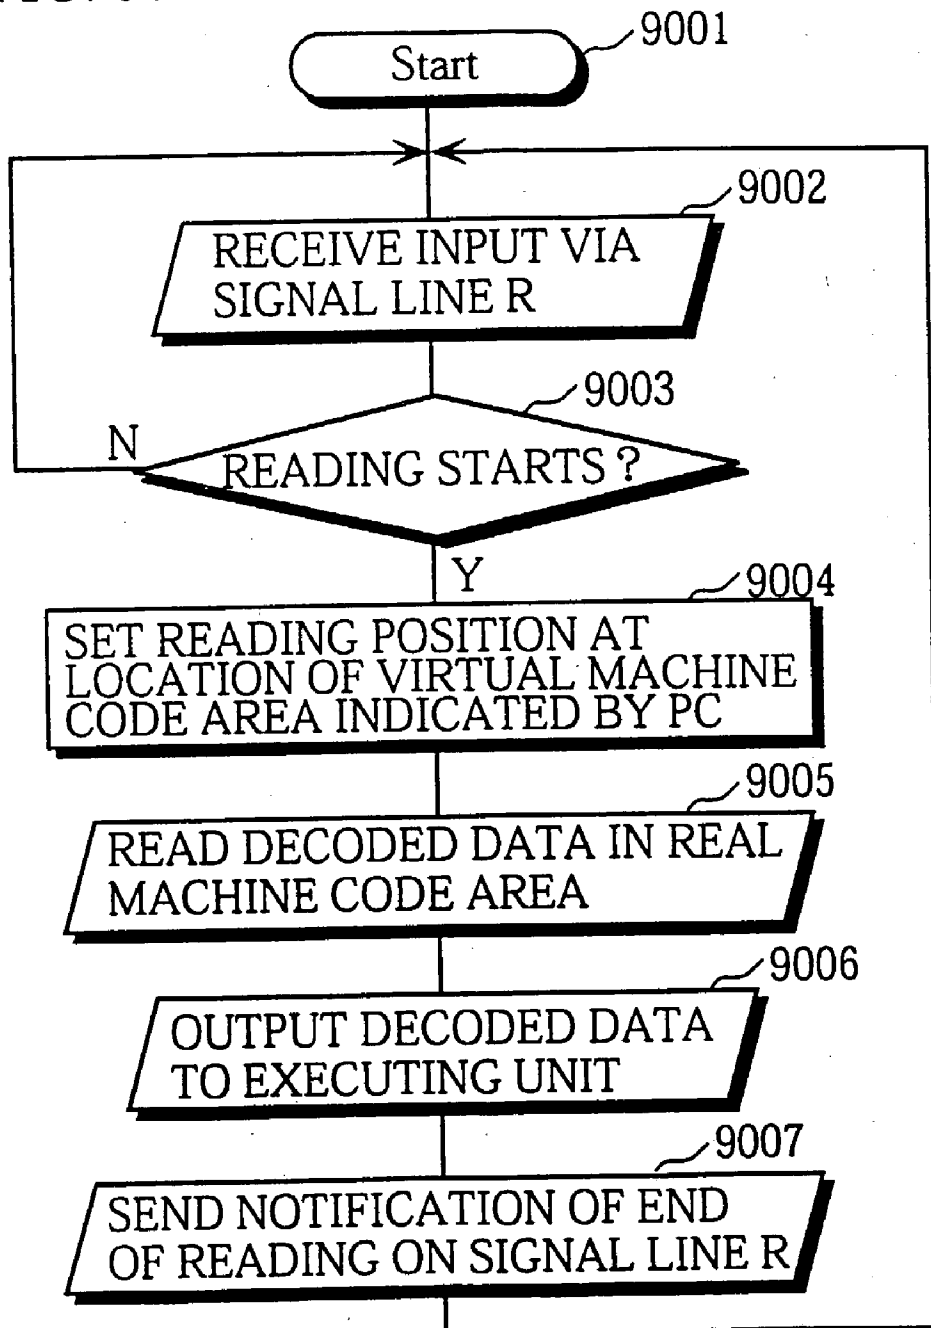 9001
Start
9002
RECEIVE INPUT VIA
SIGNAL LINE R
9003
N
READING STARTS ?
Y
9004
SET READING POSITION AT
LOCATION OF VIRTUAL MACHINE
CODE AREA INDICATED BY PC
9005
READ DECODED DATA IN REAL
MACHINE CODE AREA
9006
OUTPUT DECODED DATA
TO EXECUTING UNIT
9007
SEND NOTIFICATION OF END
OF READING ON SIGNAL LINE R